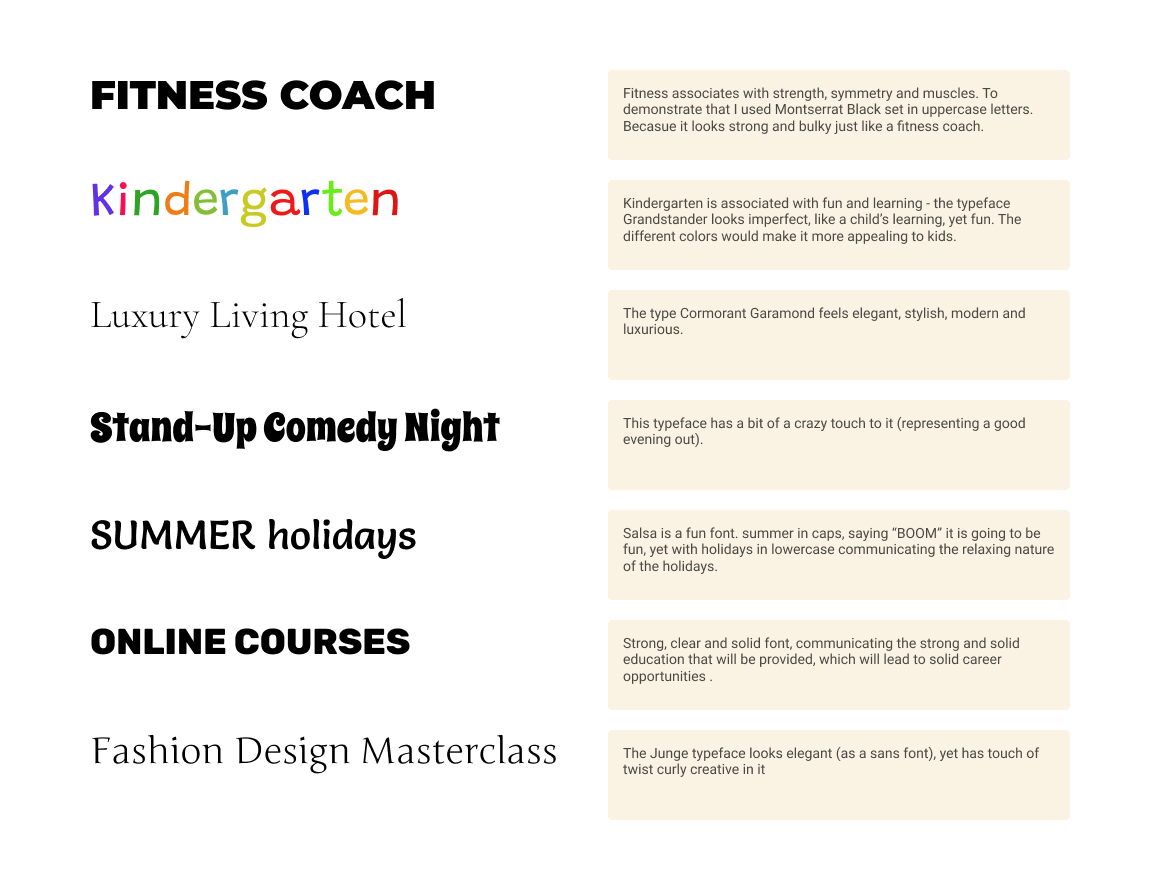 FITNESS COACH
Fitness associates with strength, symmetry and muscles. To
demonstrate that I used Montserrat Black set in uppercase letters.
Becasue it looks strong and bulky just like a fitness coach.
Kindergarten
Kindergarten is associated with fun and learning - the typeface
Grandstander looks imperfect, like a child’s learning, yet fun. The
different colors would make it more appealing to kids.
Luxury Living Hotel
The type Cormorant Garamond feels elegant, stylish, modern and
luxurious.
Stand-Up Comedy Night
This typeface has a bit of a crazy touch to it (representing a good
evening out).
SUMMER holidays
Salsa is a fun font. summer in caps, saying “BOOM” it is going to be
fun, yet with holidays in lowercase communicating the relaxing nature
of the holidays.
ONLINE COURSES
Strong, clear and solid font, communicating the strong and solid
education that will be provided, which will lead to solid career
opportunities .
Fashion Design Masterclass
The Junge typeface looks elegant (as a sans font), yet has touch of
twist curly creative in it